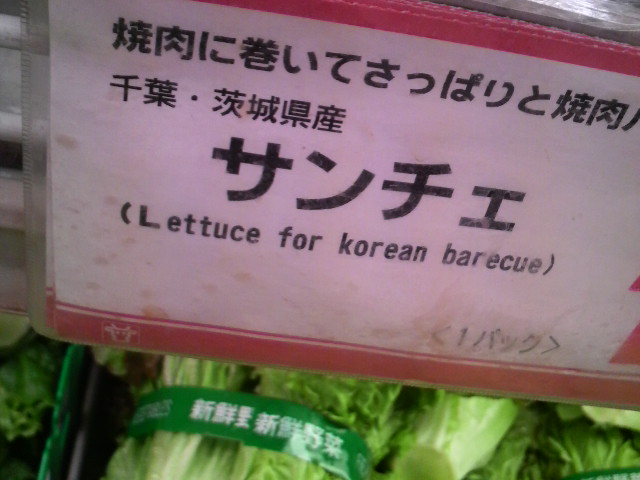 焼肉に巻いてさっぱりと焼肉
千葉・茨城県産
サンチェ
(Lettuce for korean barecue)
<1パック>
新鮮野菜 新鮮野菜